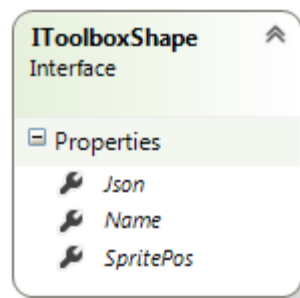 IToolboxShape
Interface
Properties
Json
Name
SpritePos